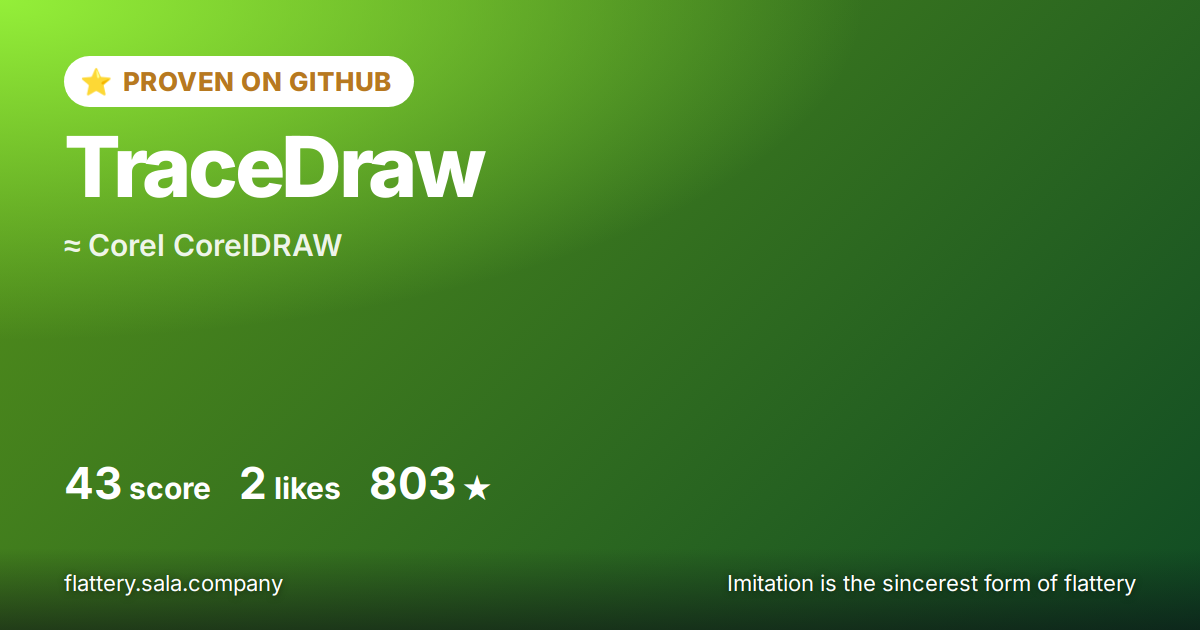 ⭐ PROVEN ON GITHUB
TraceDraw
≈ Corel CorelDRAW
43 score 2 likes 803 ★
flattery.sala.company
Imitation is the sincerest form of flattery